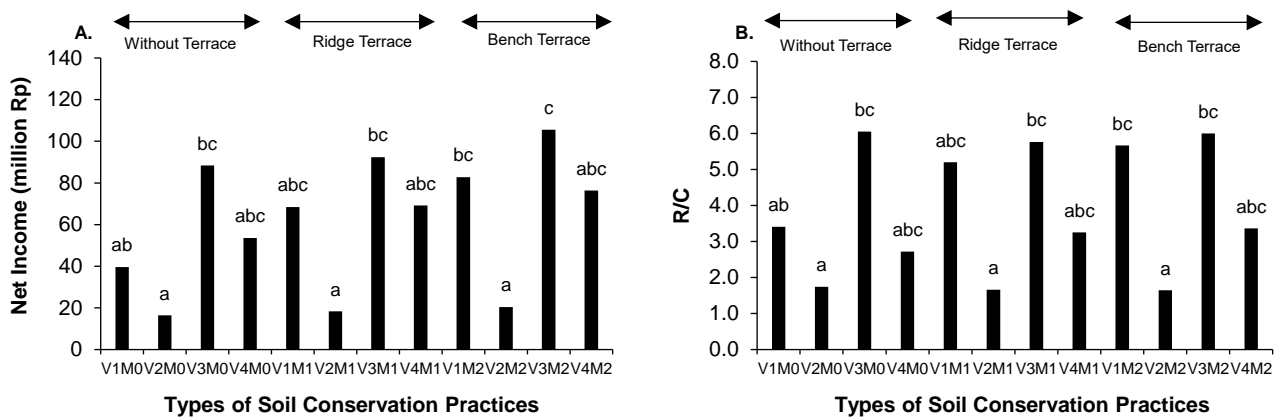 A.
Without Terrace
Ridge Terrace
Bench Terrace
Net Income (million Rp)
140
120
100
80
60
40
20
0
ab
a
bc
abc
abc
a
bc
abc
bc
a
c
abc
V1M0 V2M0 V3M0 V4M0 V1M1 V2M1 V3M1 V4M1 V1M2 V2M2 V3M2 V4M2
Types of Soil Conservation Practices
B.
Without Terrace
Ridge Terrace
Bench Terrace
R/C
8.0
7.0
6.0
5.0
4.0
3.0
2.0
1.0
0.0
ab
a
bc
abc
abc
a
bc
abc
bc
a
bc
abc
V1M0 V2M0 V3M0 V4M0 V1M1 V2M1 V3M1 V4M1 V1M2 V2M2 V3M2 V4M2
Types of Soil Conservation Practices